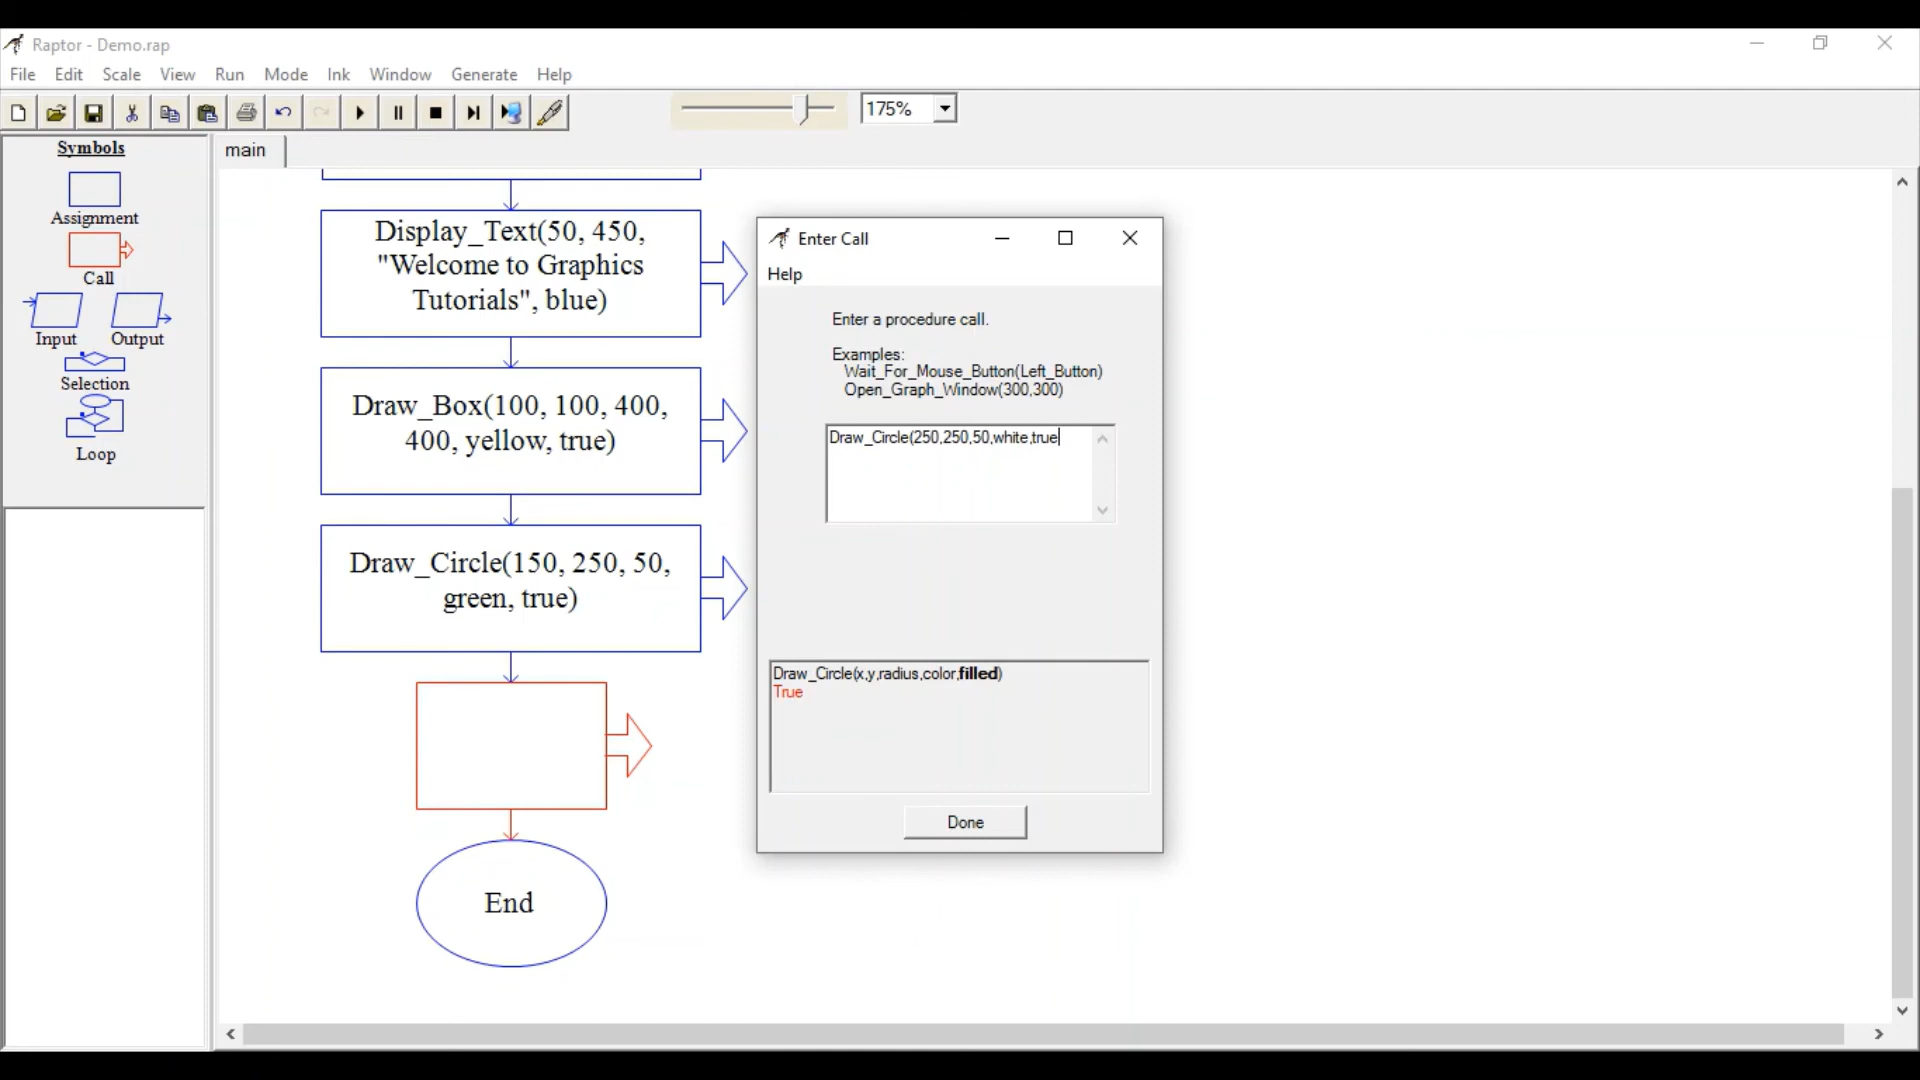 Raptor - Demo.rap
File Edit Scale View Run Mode Ink Window Generate Help
175%
Symbols
Assignment
Call
Input Output
Selection
Loop
main
Display_Text(50, 450,
"Welcome to Graphics
Tutorials", blue)
Draw_Box(100, 100, 400,
400, yellow, true)
Draw_Circle(150, 250, 50,
green, true)
End
Enter Call
Help
Enter a procedure call.
Examples:
Wait_For_Mouse_Button(Left_Button)
Open_Graph_Window(300,300)
Draw_Circle(250,250,50,white,true
Draw_Circle(x,y,radius,color,filled)
True
Done